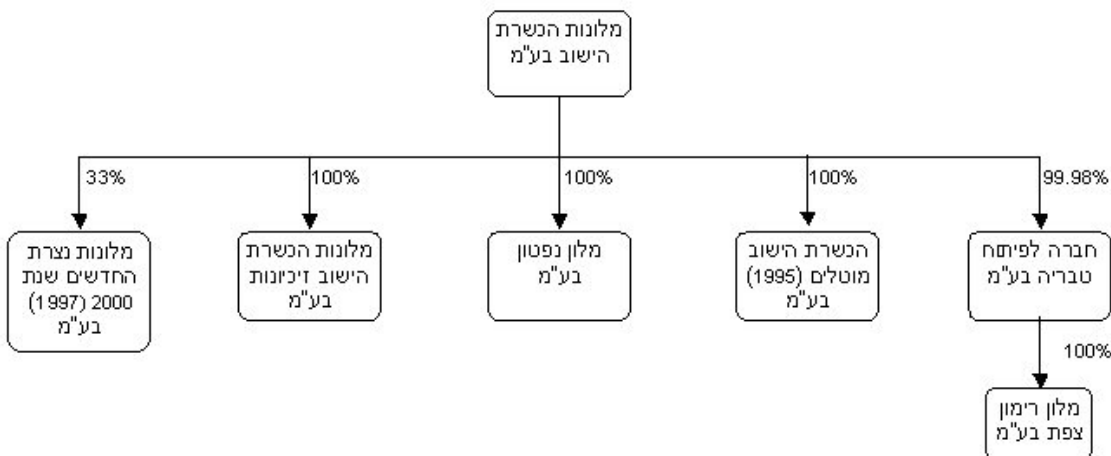 מלונות הכשרת
הישוב בע"מ
99.98%
100%
100%
100%
33%
חברה לפיתוח
טבריה בע"מ
הכשרת הישוב
מוטלים (1995)
בע"מ
מלון נפטון
בע"מ
מלונות הכשרת
הישוב זיכיונות
בע"מ
מלונות נצרת
החדשים שנת
2000 (1997)
בע"מ
100%
מלון רימון
צפת בע"מ